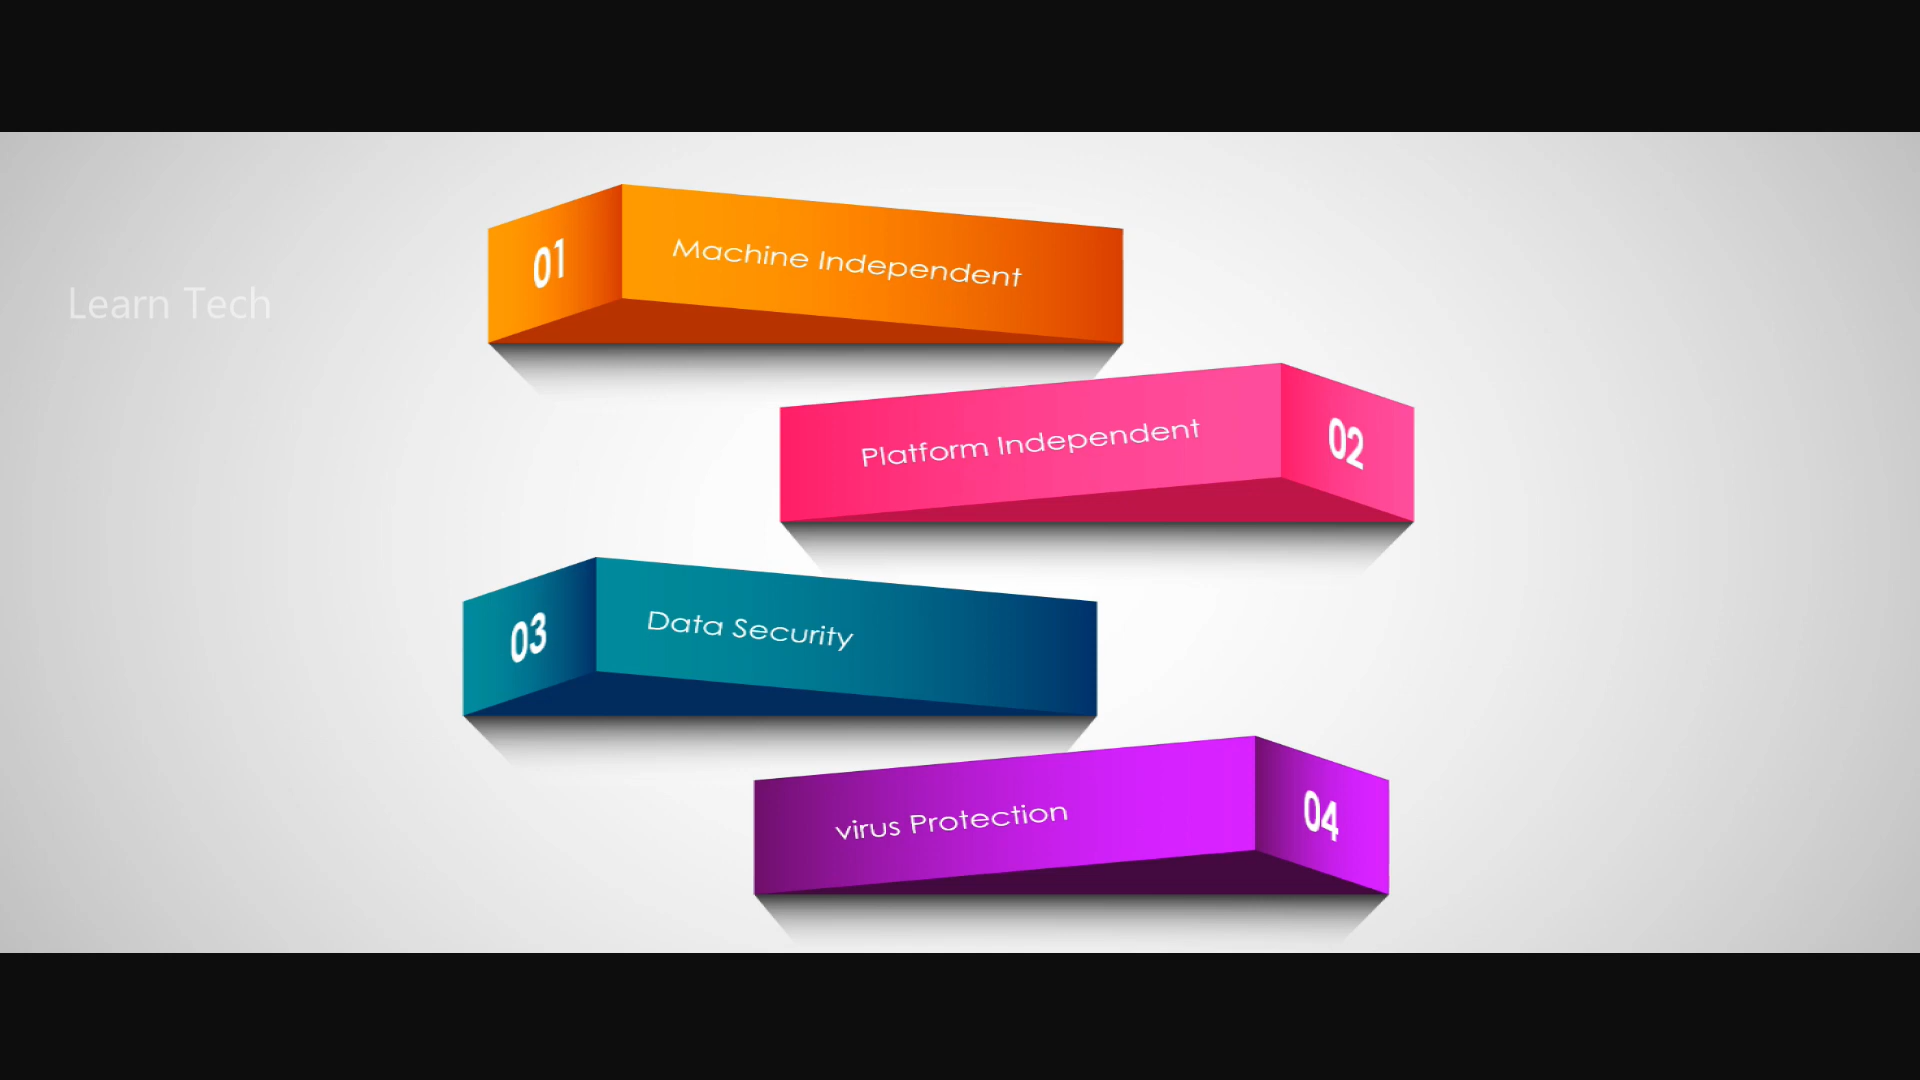 01
Machine Independent
Learn Tech
Platform Independent
02
03
Data Security
virus Protection
04